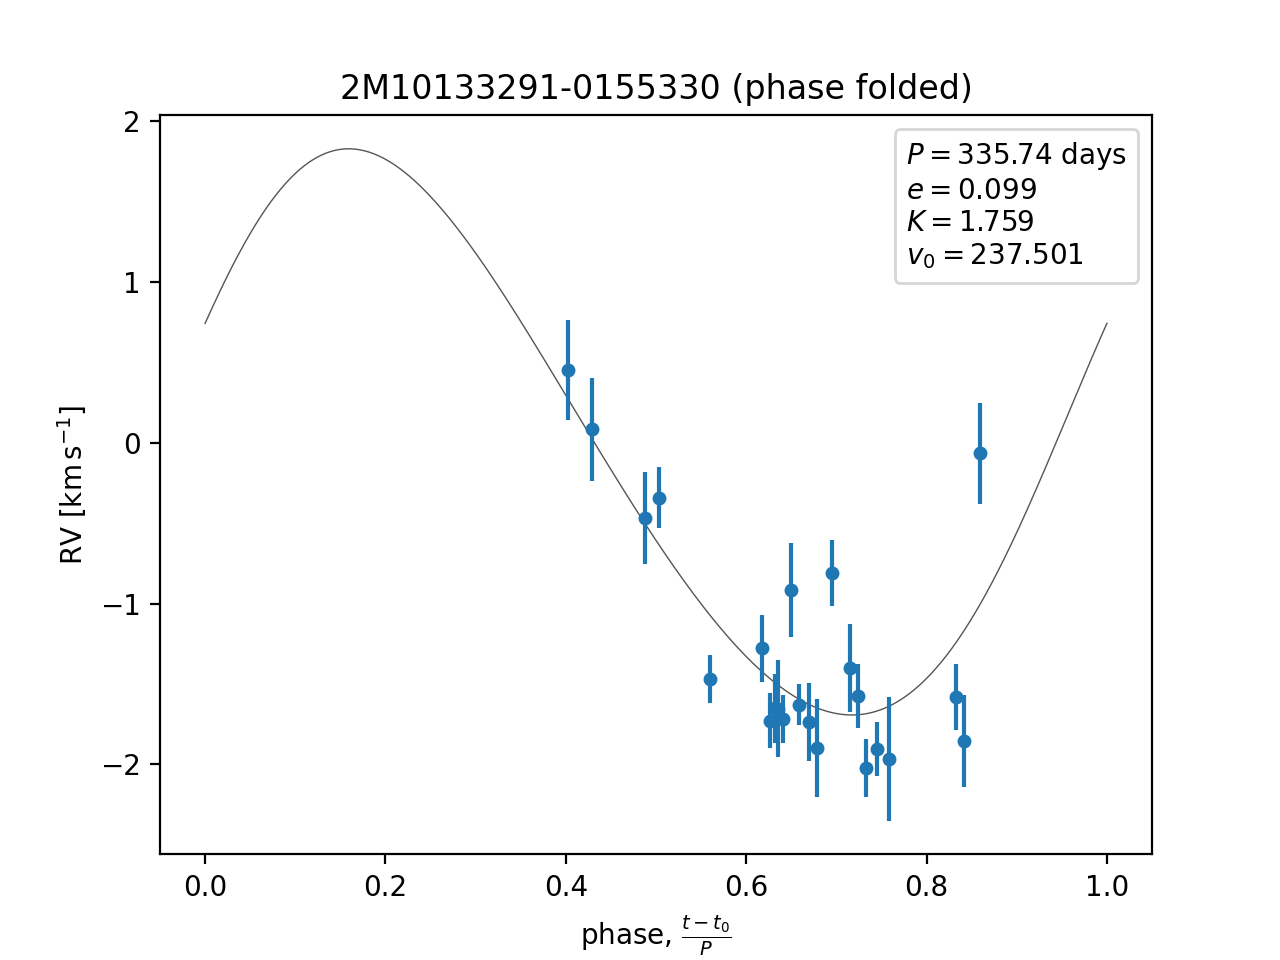 2M10133291-0155330 (phase folded)
P = 335.74 days
e = 0.099
K = 1.759
v₀ = 237.501
RV [km s⁻¹]
2
1
0
−1
−2
0.0 0.2 0.4 0.6 0.8 1.0
phase, (t − t₀)/P